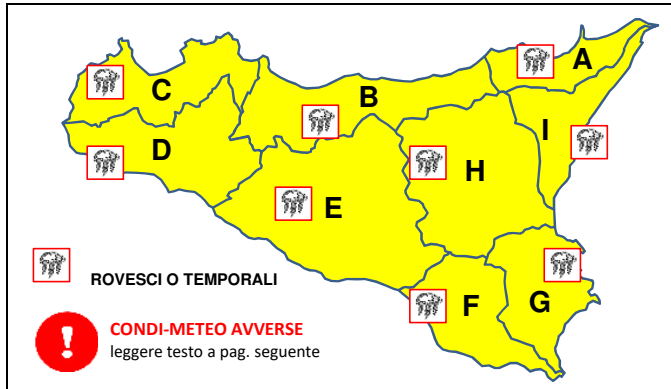 A
C
B
I
D
H
E
ROVESCI O TEMPORALI
F
G
CONDI-METEO AVVERSE
leggere testo a pag. seguente